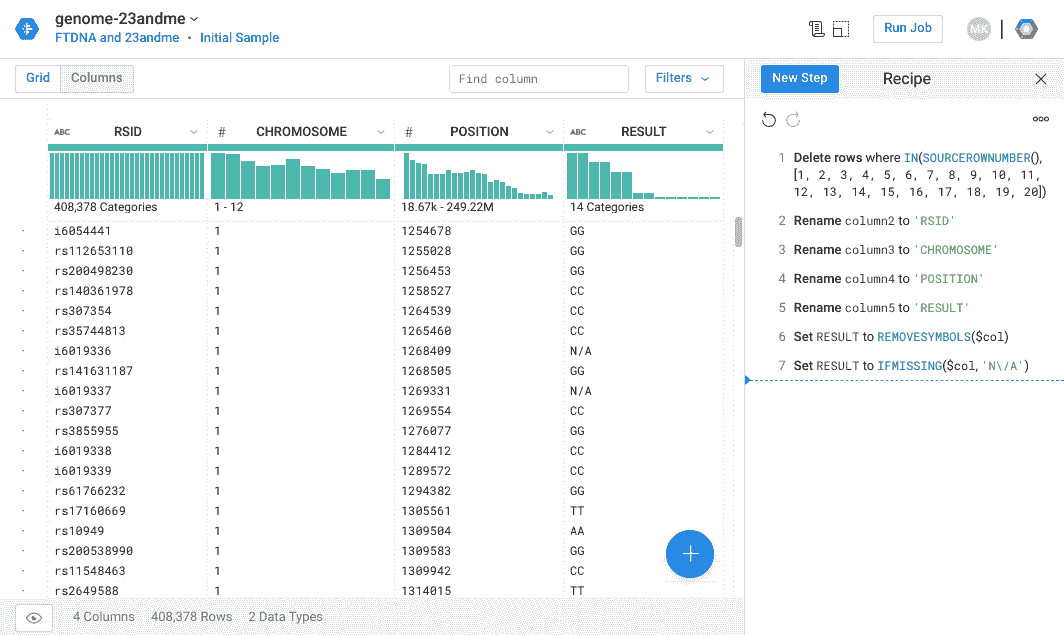 genome-23andme
FTDNA and 23andme • Initial Sample
Run Job
MK
Grid Columns
Find column
Filters
New Step
Recipe
ABC RSID # CHROMOSOME # POSITION ABC RESULT
408,378 Categories 1 - 12 18.67k - 249.22M 14 Categories
i6054441 1 1254678 GG
rs112653110 1 1255028 GG
rs200498230 1 1256453 GG
rs140361978 1 1258527 CC
rs307354 1 1264539 CC
rs35744813 1 1265460 CC
i6019336 1 1268409 N/A
rs141631187 1 1268505 GG
i6019337 1 1269331 N/A
rs307377 1 1269554 CC
rs3855955 1 1276077 GG
i6019338 1 1284412 CC
i6019339 1 1289572 CC
rs61766232 1 1294382 GG
rs17160669 1 1305561 TT
rs10949 1 1309504 AA
rs200538990 1 1309583 GG
rs11548463 1 1309942 CC
rs2649588 1 1314015 TT
4 Columns 408,378 Rows 2 Data Types
1 Delete rows where IN(SOURCEROWNUMBER(),
[1, 2, 3, 4, 5, 6, 7, 8, 9, 10, 11,
12, 13, 14, 15, 16, 17, 18, 19, 20])
2 Rename column2 to 'RSID'
3 Rename column3 to 'CHROMOSOME'
4 Rename column4 to 'POSITION'
5 Rename column5 to 'RESULT'
6 Set RESULT to REMOVESYMBOLS($col)
7 Set RESULT to IFMISSING($col, 'N\/A')